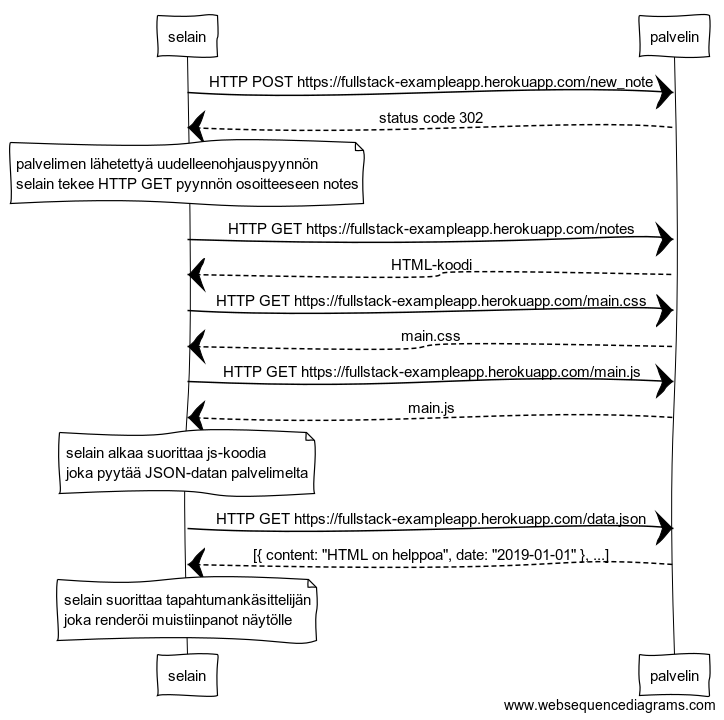 selain
palvelin
HTTP POST https://fullstack-exampleapp.herokuapp.com/new_note
status code 302
palvelimen lähetettyä uudelleenohjauspyynnön
selain tekee HTTP GET pyynnön osoitteeseen notes
HTTP GET https://fullstack-exampleapp.herokuapp.com/notes
HTML-koodi
HTTP GET https://fullstack-exampleapp.herokuapp.com/main.css
main.css
HTTP GET https://fullstack-exampleapp.herokuapp.com/main.js
main.js
selain alkaa suorittaa js-koodia
joka pyytää JSON-datan palvelimelta
HTTP GET https://fullstack-exampleapp.herokuapp.com/data.json
[{ content: "HTML on helppoa", date: "2019-01-01" }, ...]
selain suorittaa tapahtumankäsittelijän
joka renderöi muistiinpanot näytölle
selain
palvelin
www.websequencediagrams.com